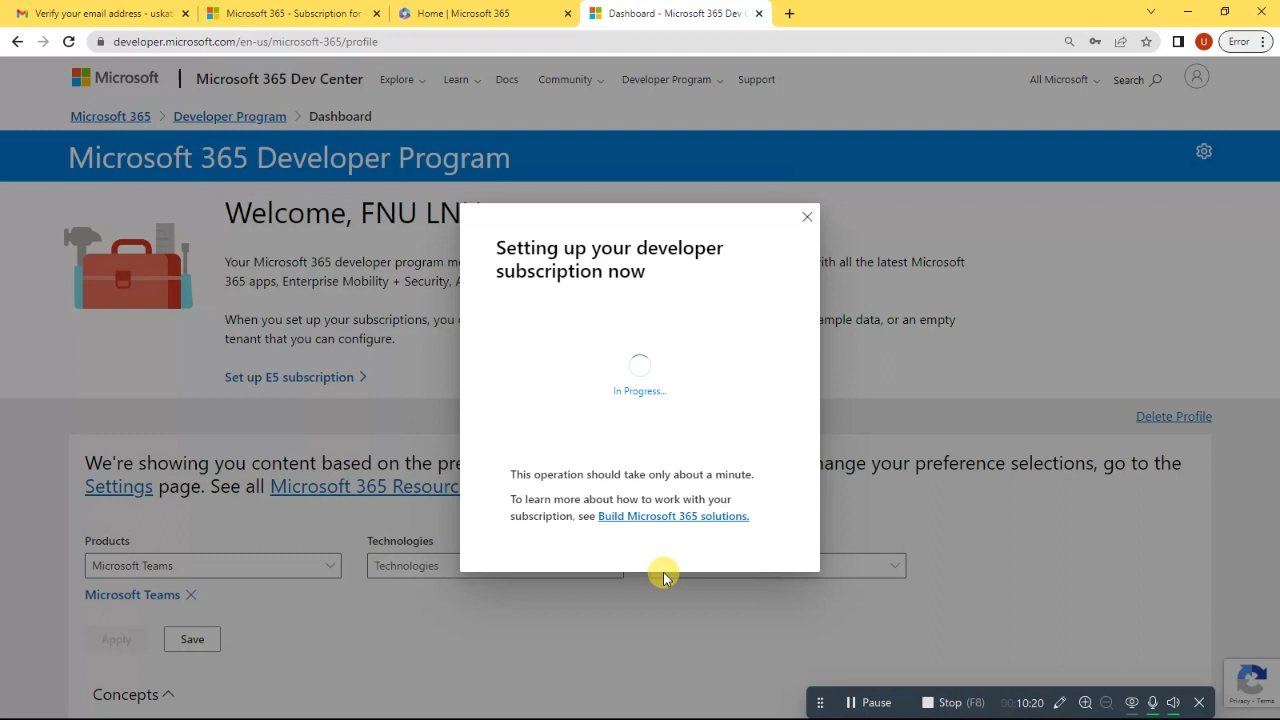 Verify your email address - uska
Microsoft 365 - Subscription for
Home | Microsoft 365
Dashboard - Microsoft 365 Dev C
developer.microsoft.com/en-us/microsoft-365/profile
U
Error
Microsoft
Microsoft 365 Dev Center
Explore
Learn
Docs
Community
Developer Program
Support
All Microsoft
Search
Microsoft 365 > Developer Program > Dashboard
Microsoft 365 Developer Program
Welcome, FNU LN
Your Microsoft 365 developer program m
ith all the latest Microsoft
365 apps, Enterprise Mobility + Security, A
When you set up your subscriptions, you
ample data, or an empty
tenant that you can configure.
Set up E5 subscription >
Setting up your developer
subscription now
In Progress...
This operation should take only about a minute.
To learn more about how to work with your
subscription, see Build Microsoft 365 solutions.
Delete Profile
We're showing you content based on the pre
hange your preference selections, go to the
Settings page. See all Microsoft 365 Resourc
Products
Technologies
Microsoft Teams
Technologies
Microsoft Teams
Apply
Save
Concepts
Privacy - Terms
Pause
Stop (F8)
00:10:20